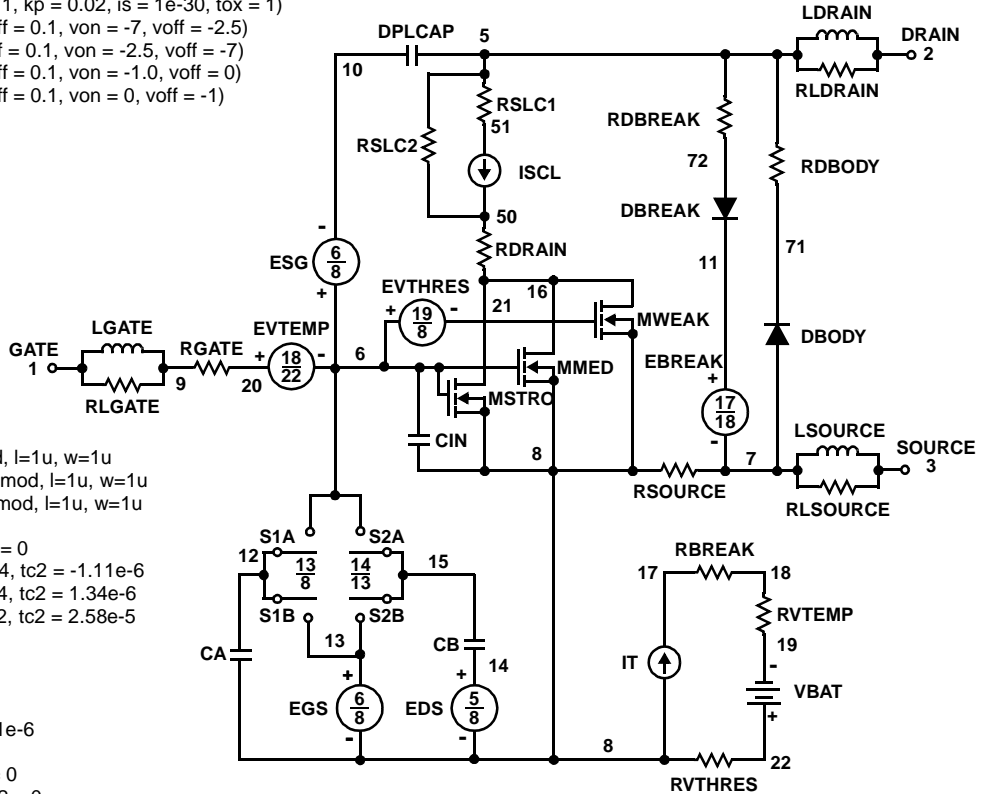 1, kp = 0.02, is = 1e-30, tox = 1)
ff = 0.1, von = -7, voff = -2.5)
f = 0.1, von = -2.5, voff = -7)
ff = 0.1, von = -1.0, voff = 0)
ff = 0.1, von = 0, voff = -1)
LDRAIN
DPLCAP
5
DRAIN
2
10
RLDRAIN
RSLC1
51
RDBREAK
RSLC2
72
ISCL
RDBODY
DBREAK
50
RDRAIN
71
ESG
6
8
11
EVTHRES
16
21
19
8
MWEAK
LGATE
EVTEMP
DBODY
GATE
1
RGATE
18
22
6
MMED
EBREAK
9
20
RLGATE
MSTRO
17
18
CIN
LSOURCE
8
7
SOURCE
3
RSOURCE
RLSOURCE
d, l=1u, w=1u
mod, l=1u, w=1u
mod, l=1u, w=1u
= 0
4, tc2 = -1.11e-6
4, tc2 = 1.34e-6
2, tc2 = 2.58e-5
S1A
S2A
12
13
8
14
13
15
S1B
S2B
RBREAK
17
18
RVTEMP
13
CA
CB
14
19
IT
VBAT
EGS
6
8
EDS
5
8
1e-6
8
22
RVTHRES
0